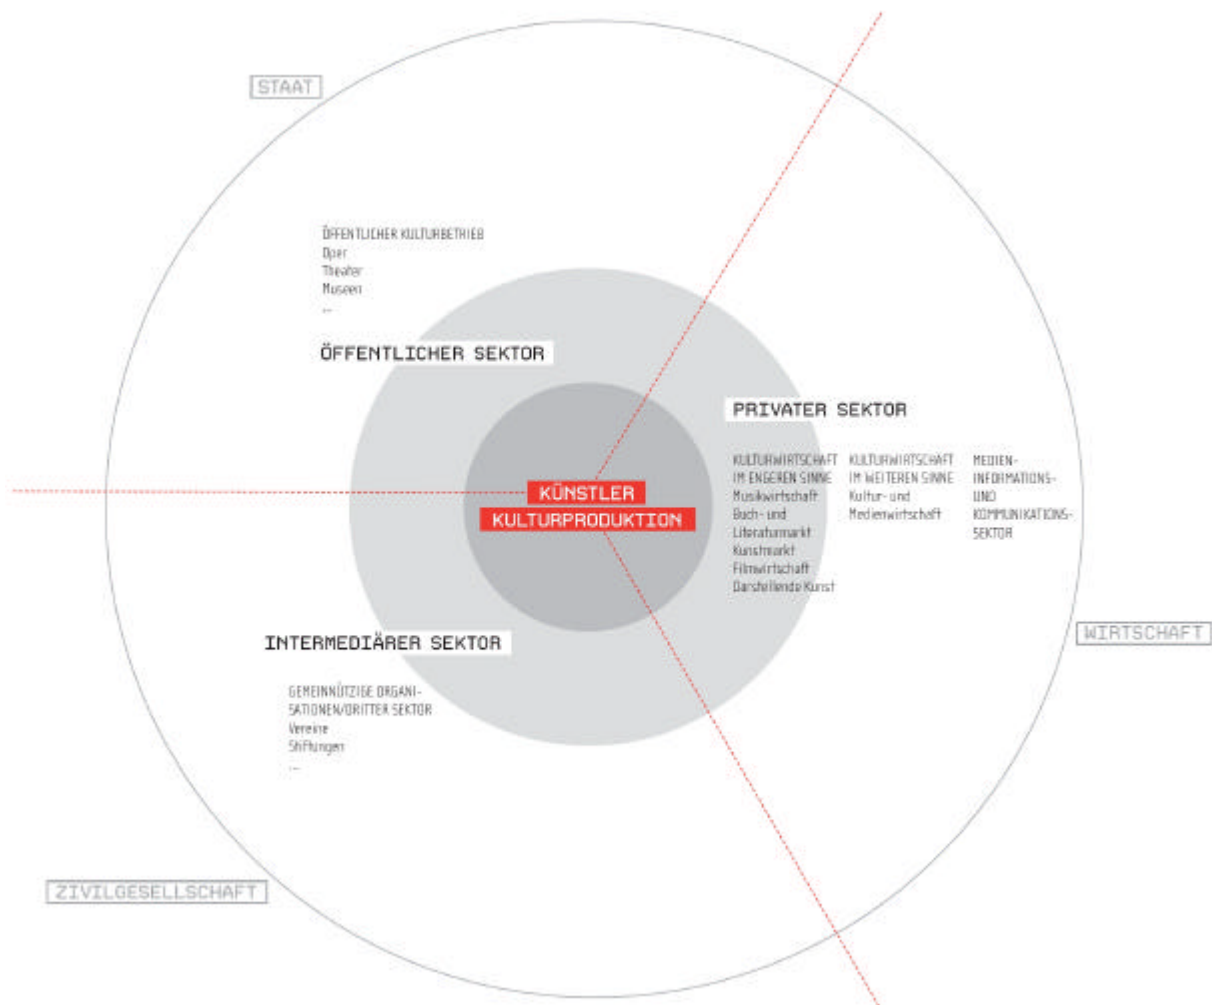 STAAT
ÖFFENTLICHER KULTURBETRIEB
Oper
Theater
Museen
...
ÖFFENTLICHER SEKTOR
PRIVATER SEKTOR
KULTURWIRTSCHAFT
IM ENGEREN SINNE
Musikwirtschaft
Buch- und
Literaturmarkt
Kunstmarkt
Filmwirtschaft
Darstellende Kunst
KULTURWIRTSCHAFT
IM WEITEREN SINNE
Kultur- und
Medienwirtschaft
MEDIEN-
INFORMATIONS-
UND
KOMMUNIKATIONS-
SEKTOR
KÜNSTLER
KULTURPRODUKTION
INTERMEDIÄRER SEKTOR
GEMEINNÜTZIGE ORGANI-
SATIONEN/DRITTER SEKTOR
Vereine
Stiftungen
...
WIRTSCHAFT
ZIVILGESELLSCHAFT